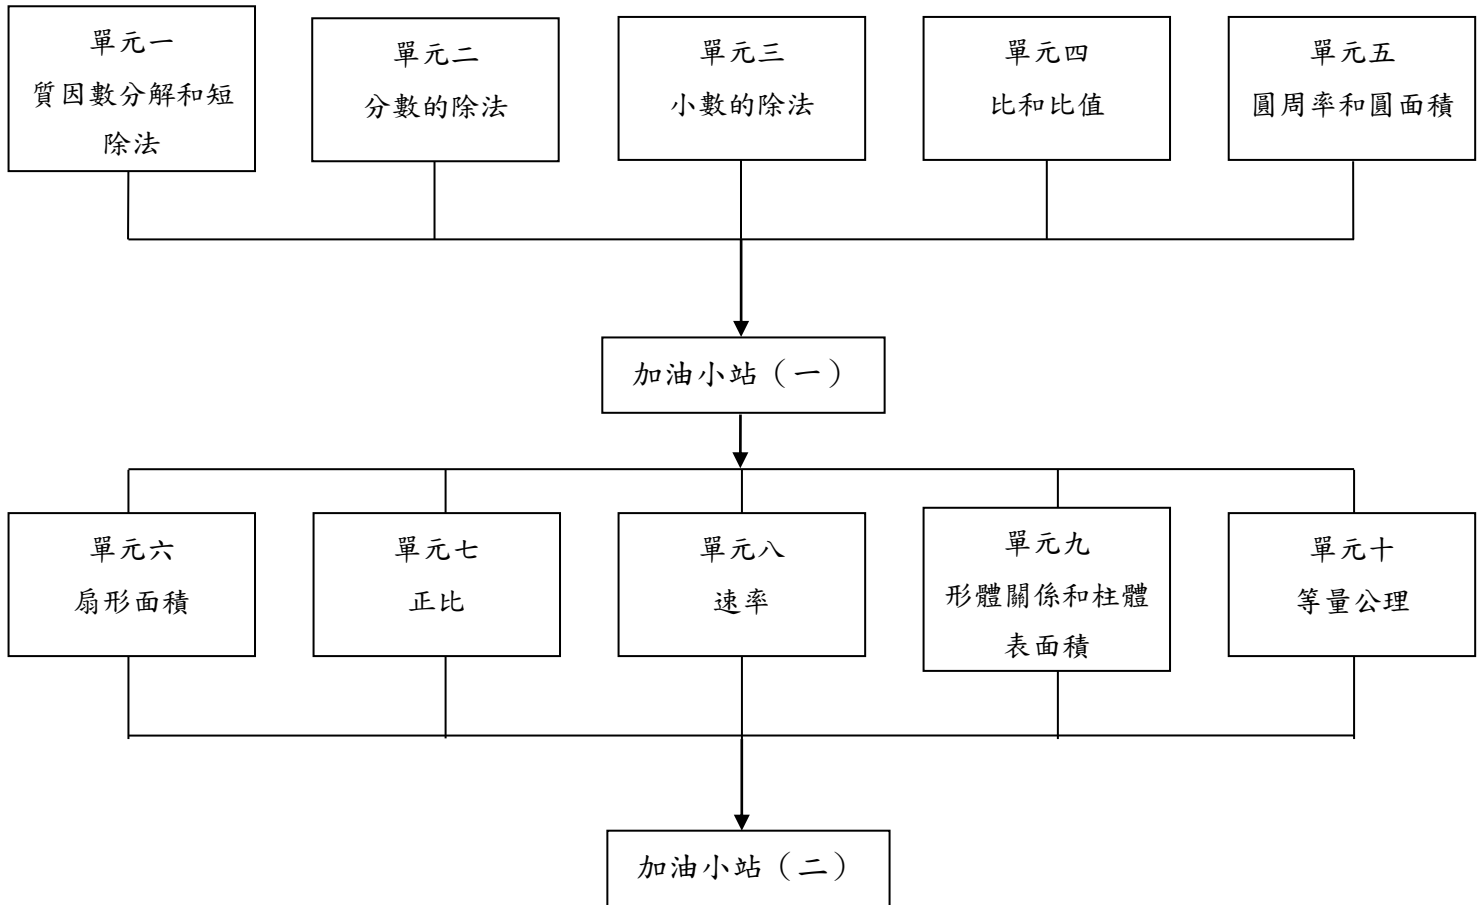 單元一
質因數分解和短
除法
單元二
分數的除法
單元三
小數的除法
單元四
比和比值
單元五
圓周率和圓面積
加油小站（一）
單元六
扇形面積
單元七
正比
單元八
速率
單元九
形體關係和柱體
表面積
單元十
等量公理
加油小站（二）